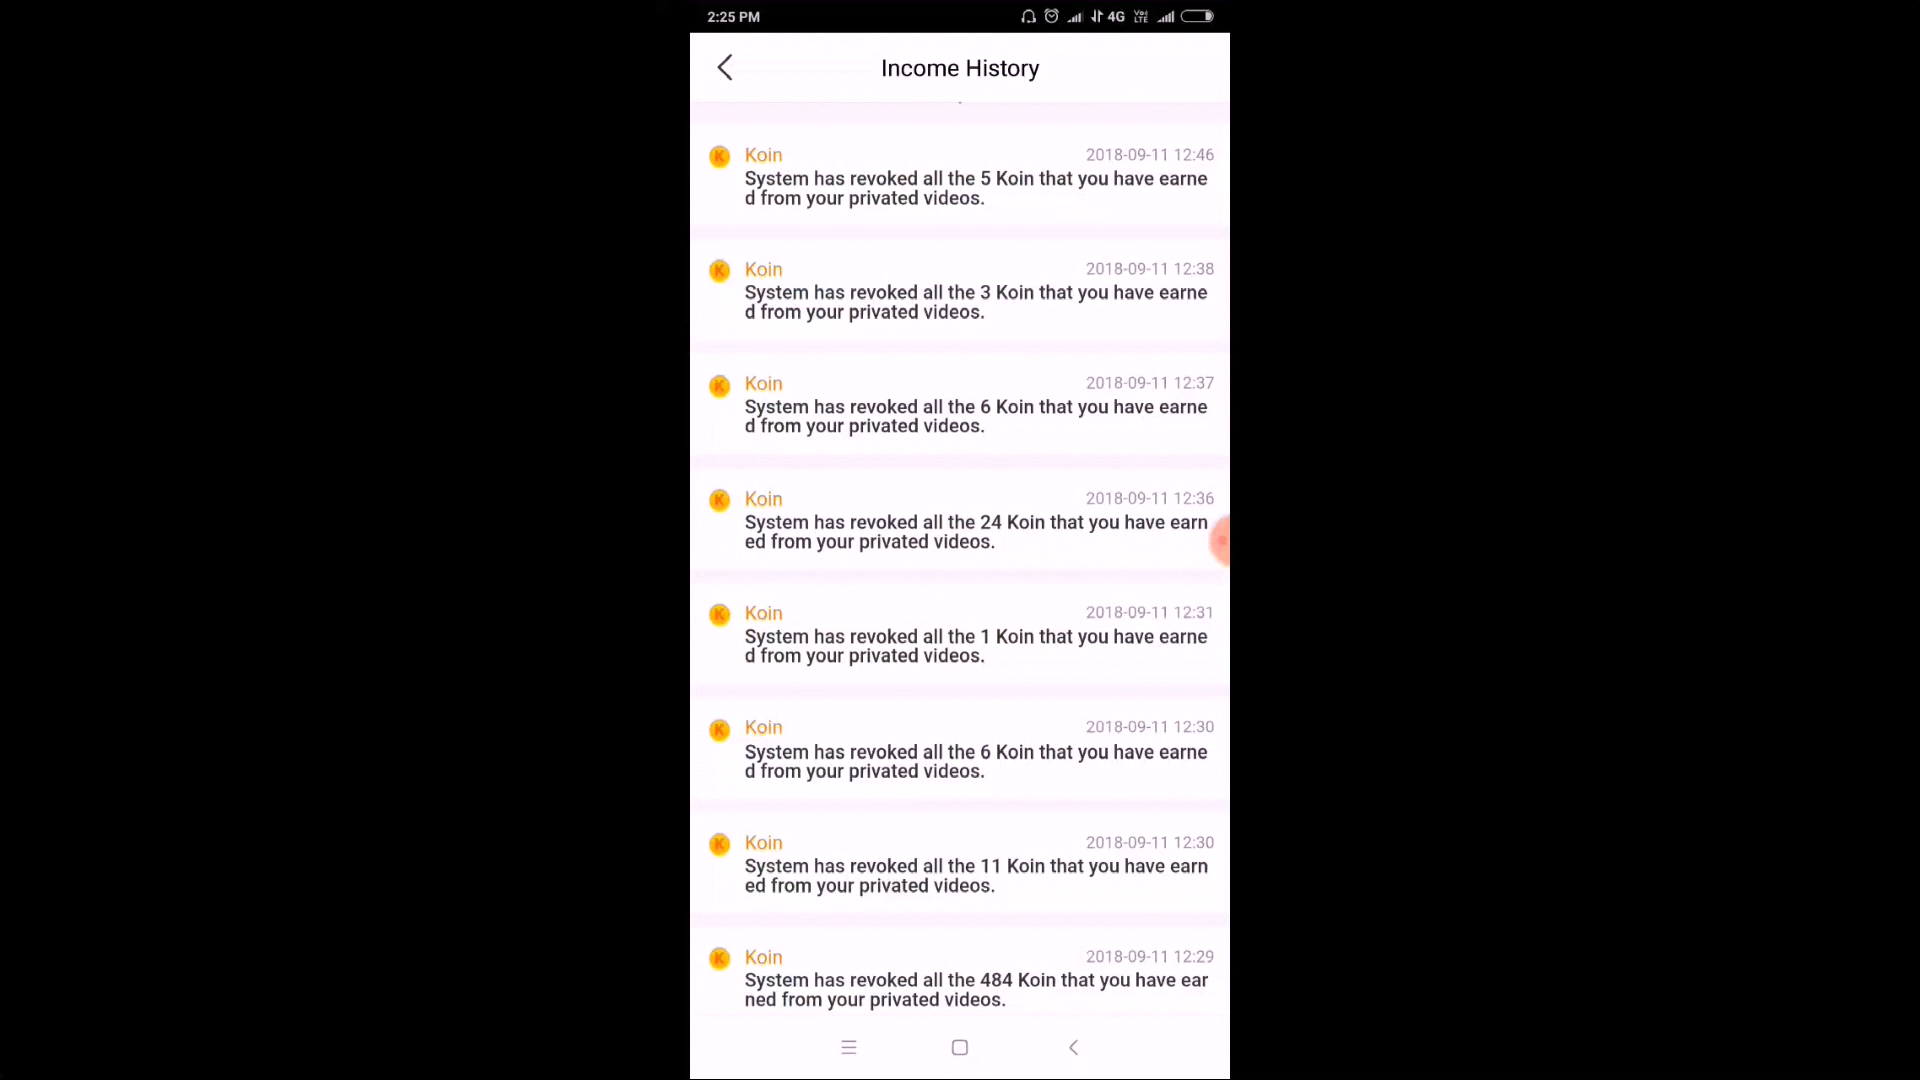 2:25 PM
4G
Vo) LTE
Income History
Koin
2018-09-11 12:46
System has revoked all the 5 Koin that you have earne
d from your privated videos.
K
Koin
2018-09-11 12:38
System has revoked all the 3 Koin that you have earne
d from your privated videos.
K
Koin
2018-09-11 12:37
System has revoked all the 6 Koin that you have earne
d from your privated videos.
K
Koin
2018-09-11 12:36
System has revoked all the 24 Koin that you have earn
ed from your privated videos.
K
Koin
2018-09-11 12:31
System has revoked all the 1 Koin that you have earne
d from your privated videos.
K
Koin
2018-09-11 12:30
System has revoked all the 6 Koin that you have earne
d from your privated videos.
K
Koin
2018-09-11 12:30
System has revoked all the 11 Koin that you have earn
ed from your privated videos.
K
Koin
2018-09-11 12:29
System has revoked all the 484 Koin that you have ear
ned from your privated videos.